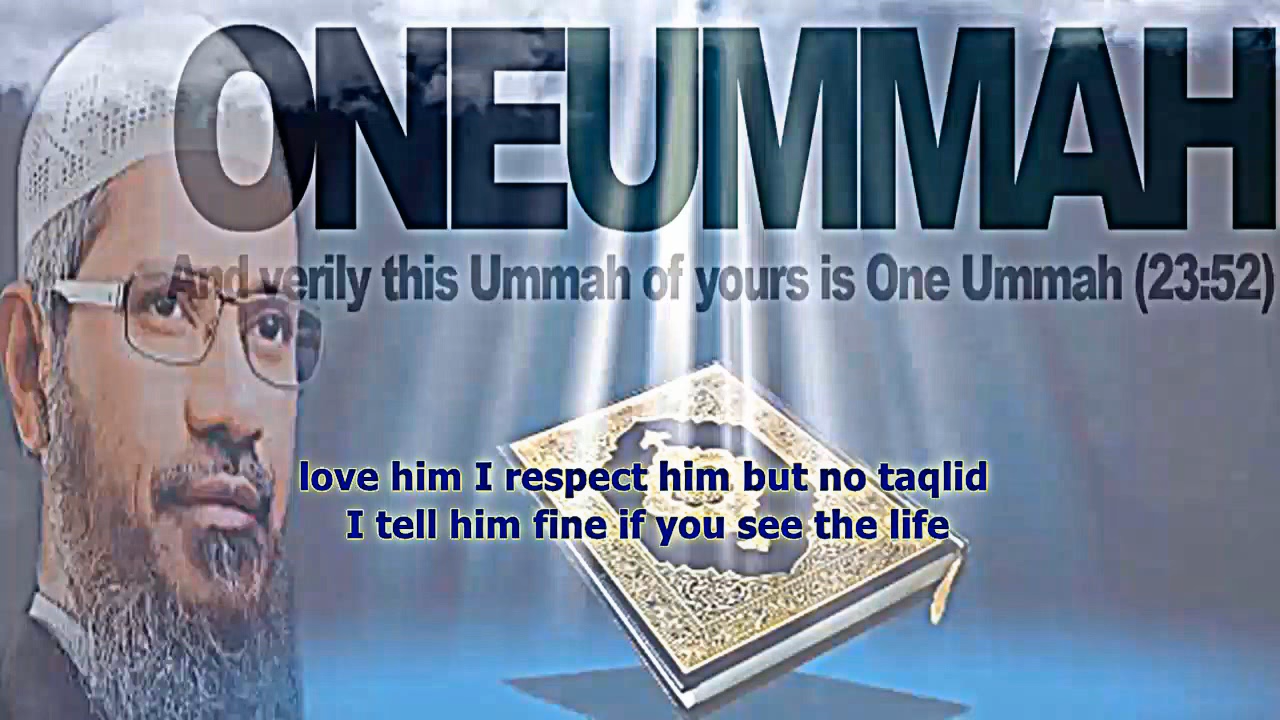 ONEUMMAH
And verily this Ummah of yours is One Ummah (23:52)
love him I respect him but no taqlid
I tell him fine if you see the life